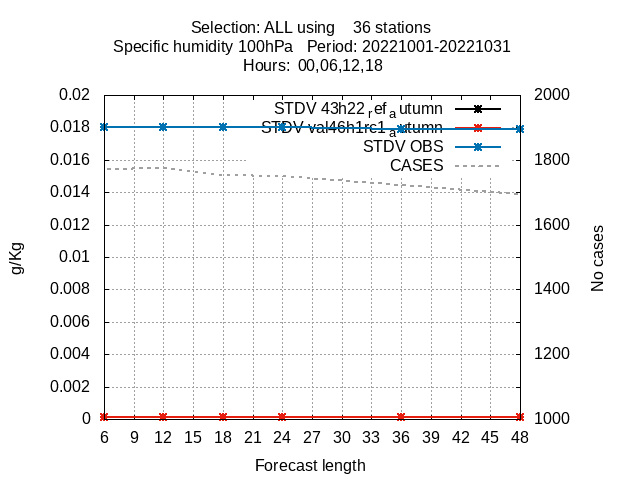 Selection: ALL using 36 stations
Specific humidity 100hPa Period: 20221001-20221031
Hours: 00,06,12,18
0.02
0.018
0.016
0.014
0.012
0.01
0.008
0.006
0.004
0.002
0
g/Kg
STDV 43h22_ref_autumn
STDV val46h1rc1_autumn
STDV OBS
CASES
2000
1800
1600
1400
1200
1000
No cases
6 9 12 15 18 21 24 27 30 33 36 39 42 45 48
Forecast length